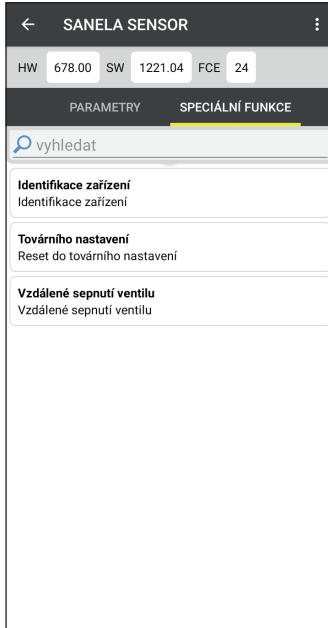 SANELA SENSOR
HW 678.00 SW 1221.04 FCE 24
PARAMETRY SPECIÁLNÍ FUNKCE
vyhledat
Identifikace zařízení
Identifikace zařízení
Továrního nastavení
Reset do továrního nastavení
Vzdálené sepnutí ventilu
Vzdálené sepnutí ventilu